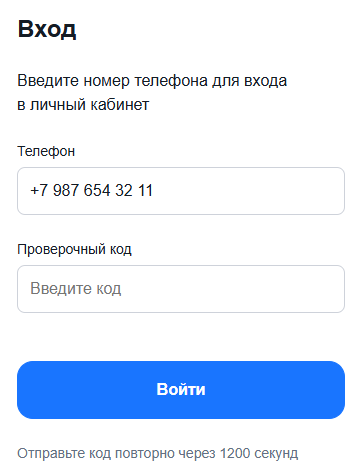 Вход
Введите номер телефона для входа
в личный кабинет
Телефон
+7 987 654 32 11
Проверочный код
Введите код
Войти
Отправьте код повторно через 1200 секунд